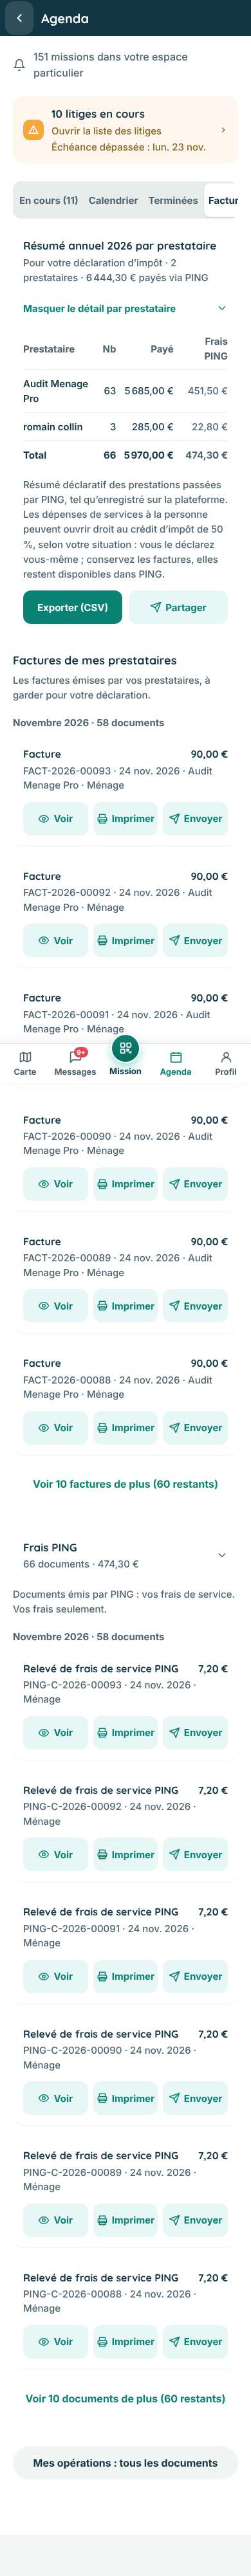 Agenda
151 missions dans votre espace
particulier
10 litiges en cours
Ouvrir la liste des litiges
Échéance dépassée : lun. 23 nov.
En cours (11) Calendrier Terminées Factur
Résumé annuel 2026 par prestataire
Pour votre déclaration d'impôt · 2
prestataires · 6 444,30 € payés via PING
Masquer le détail par prestataire
Prestataire Nb Payé Frais
PING
Audit Menage
Pro 63 5 685,00 € 451,50 €
romain collin 3 285,00 € 22,80 €
Total 66 5 970,00 € 474,30 €
Résumé déclaratif des prestations passées
par PING, tel qu'enregistré sur la plateforme.
Les dépenses de services à la personne
peuvent ouvrir droit au crédit d'impôt de 50
%, selon votre situation : vous le déclarez
vous-même ; conservez les factures, elles
restent disponibles dans PING.
Exporter (CSV) Partager
Factures de mes prestataires
Les factures émises par vos prestataires, à
garder pour votre déclaration.
Novembre 2026 · 58 documents
Facture 90,00 €
FACT-2026-00093 · 24 nov. 2026 · Audit
Menage Pro · Ménage
Voir Imprimer Envoyer
Facture 90,00 €
FACT-2026-00092 · 24 nov. 2026 · Audit
Menage Pro · Ménage
Voir Imprimer Envoyer
Facture 90,00 €
FACT-2026-00091 · 24 nov. 2026 · Audit
Menage Pro · Ménage
9+
Carte Messages Mission Agenda Profil
Facture 90,00 €
FACT-2026-00090 · 24 nov. 2026 · Audit
Menage Pro · Ménage
Voir Imprimer Envoyer
Facture 90,00 €
FACT-2026-00089 · 24 nov. 2026 · Audit
Menage Pro · Ménage
Voir Imprimer Envoyer
Facture 90,00 €
FACT-2026-00088 · 24 nov. 2026 · Audit
Menage Pro · Ménage
Voir Imprimer Envoyer
Voir 10 factures de plus (60 restants)
Frais PING
66 documents · 474,30 €
Documents émis par PING : vos frais de service.
Vos frais seulement.
Novembre 2026 · 58 documents
Relevé de frais de service PING 7,20 €
PING-C-2026-00093 · 24 nov. 2026 ·
Ménage
Voir Imprimer Envoyer
Relevé de frais de service PING 7,20 €
PING-C-2026-00092 · 24 nov. 2026 ·
Ménage
Voir Imprimer Envoyer
Relevé de frais de service PING 7,20 €
PING-C-2026-00091 · 24 nov. 2026 ·
Ménage
Voir Imprimer Envoyer
Relevé de frais de service PING 7,20 €
PING-C-2026-00090 · 24 nov. 2026 ·
Ménage
Voir Imprimer Envoyer
Relevé de frais de service PING 7,20 €
PING-C-2026-00089 · 24 nov. 2026 ·
Ménage
Voir Imprimer Envoyer
Relevé de frais de service PING 7,20 €
PING-C-2026-00088 · 24 nov. 2026 ·
Ménage
Voir Imprimer Envoyer
Voir 10 documents de plus (60 restants)
Mes opérations : tous les documents